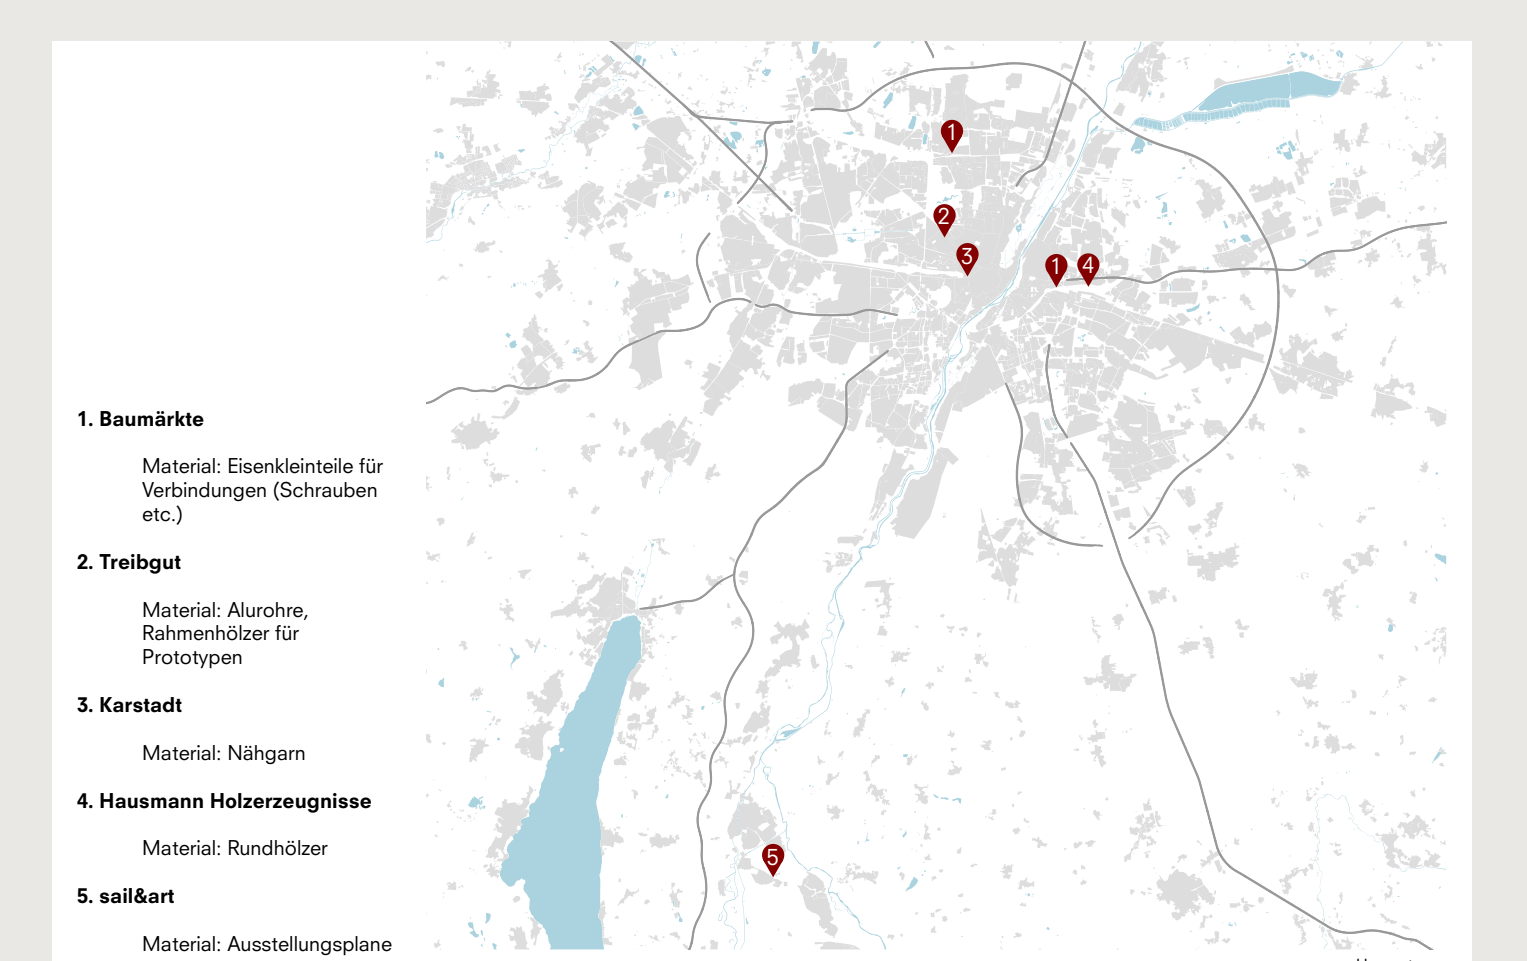 1. Baumärkte
Material: Eisenkleinteile für
Verbindungen (Schrauben
etc.)
2. Treibgut
Material: Alurohre,
Rahmenhölzer für
Prototypen
3. Karstadt
Material: Nähgarn
4. Hausmann Holzerzeugnisse
Material: Rundhölzer
5. sail&art
Material: Ausstellungsplane
1
2
3
1
4
5